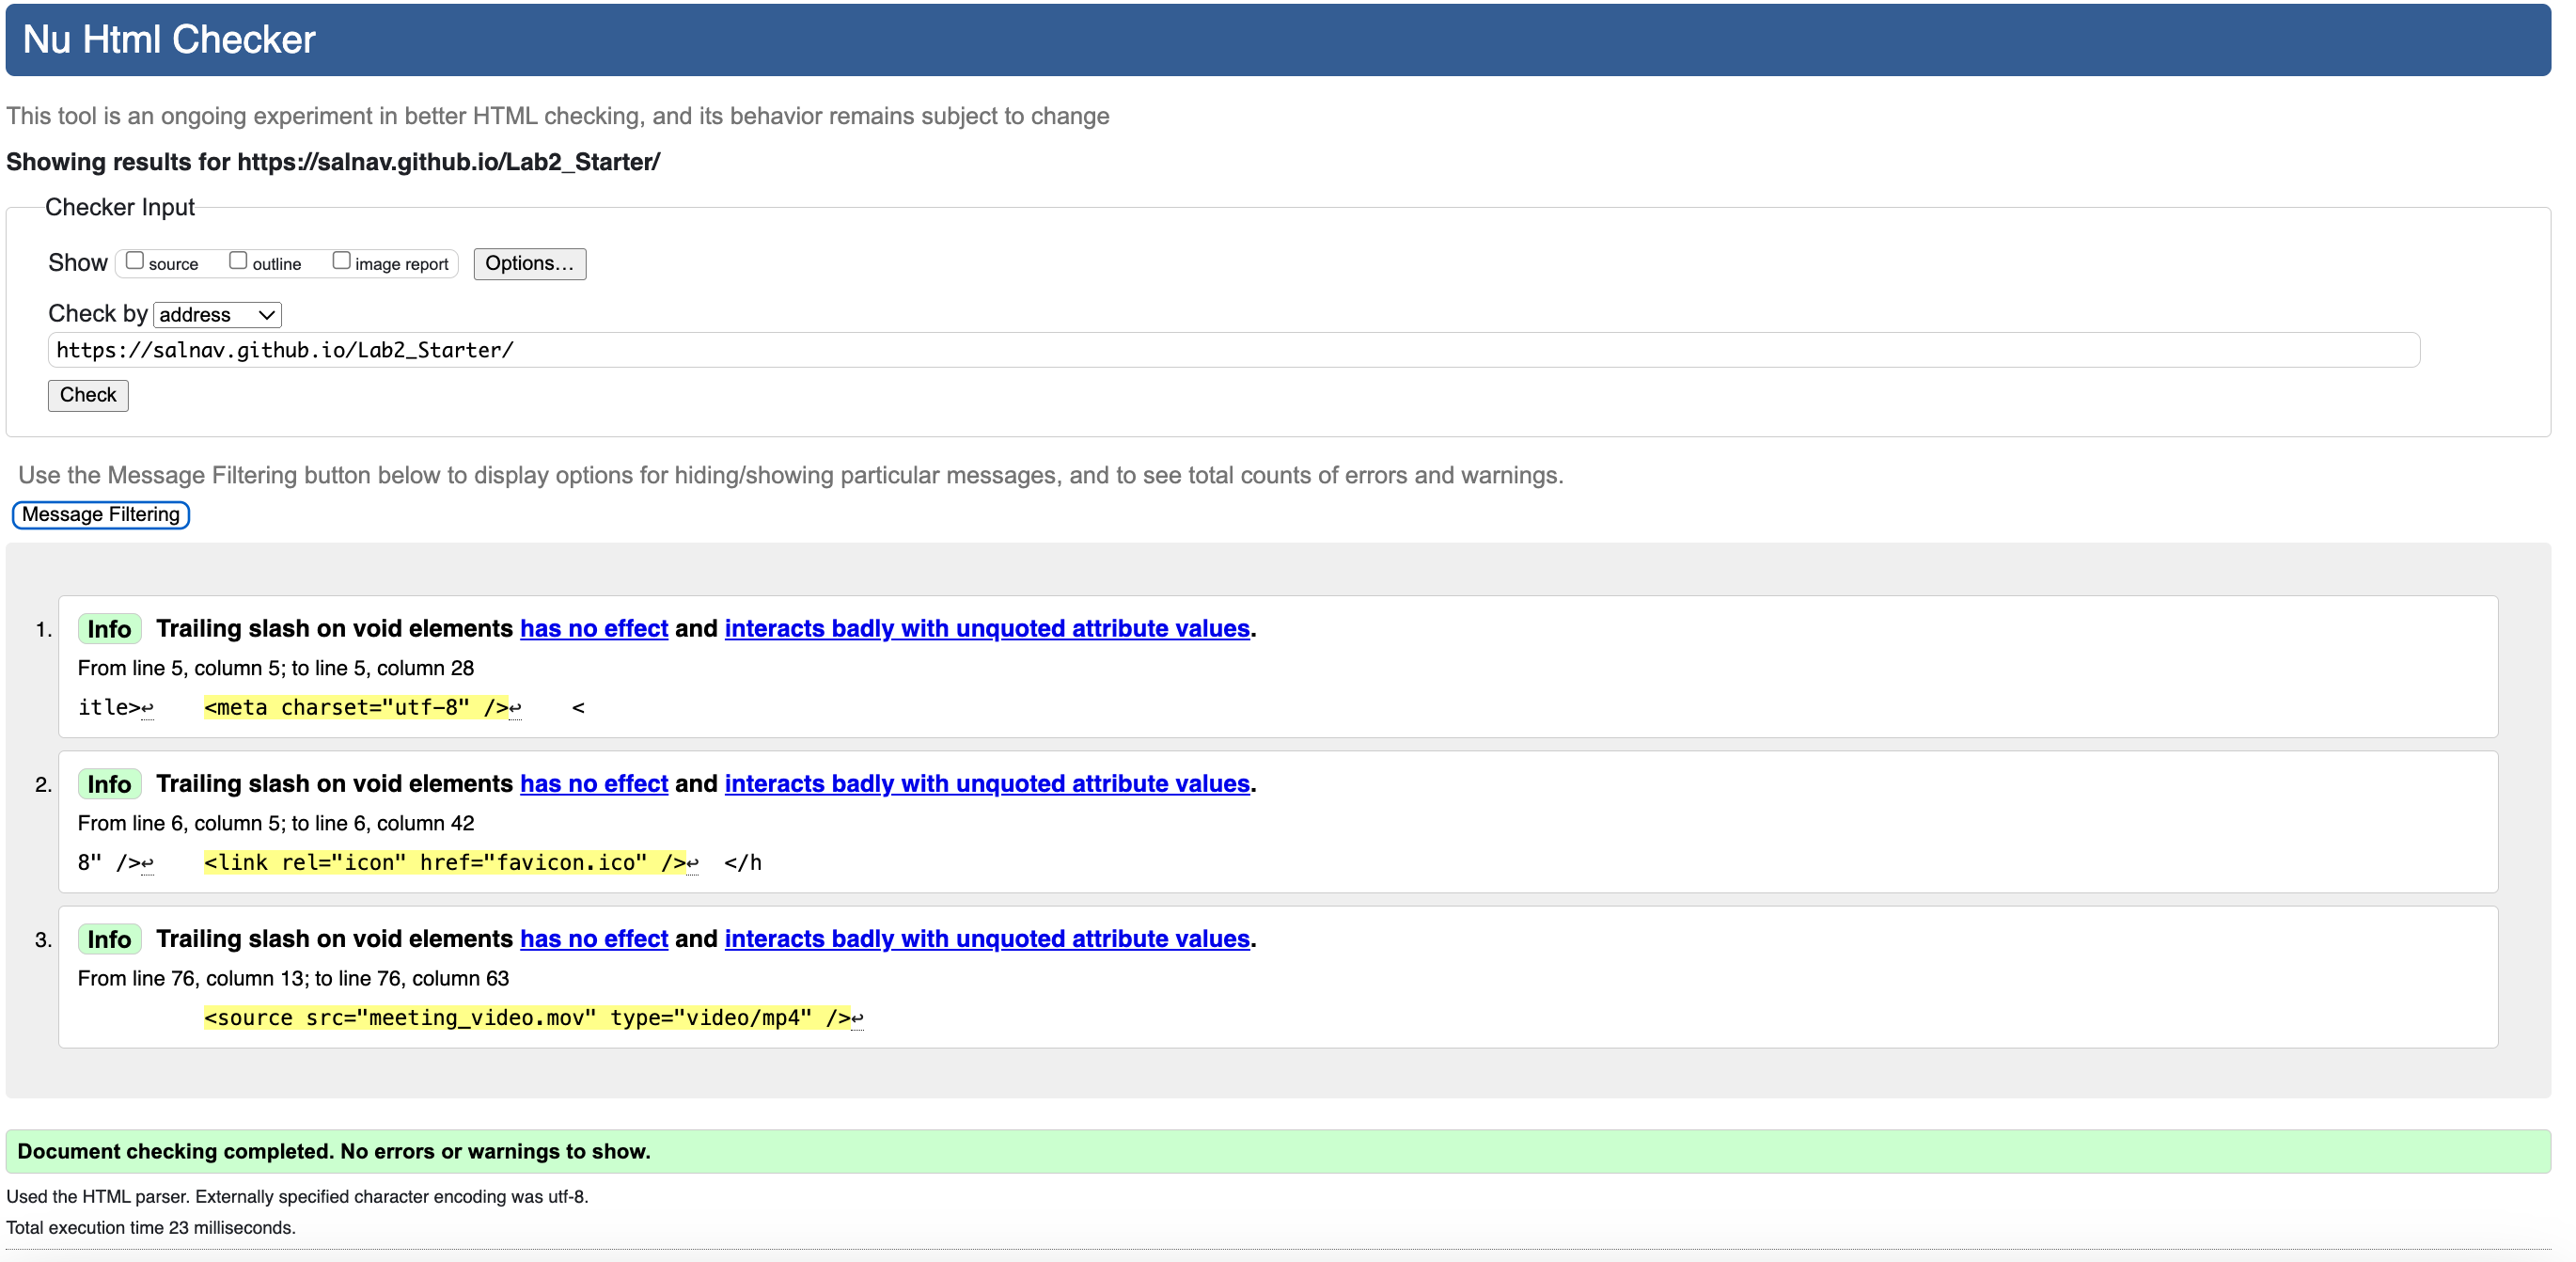 Nu Html Checker
This tool is an ongoing experiment in better HTML checking, and its behavior remains subject to change
Showing results for https://salnav.github.io/Lab2_Starter/
Checker Input
Show source outline image report Options…
Check by address
https://salnav.github.io/Lab2_Starter/
Check
Use the Message Filtering button below to display options for hiding/showing particular messages, and to see total counts of errors and warnings.
Message Filtering
1. Info Trailing slash on void elements has no effect and interacts badly with unquoted attribute values.
From line 5, column 5; to line 5, column 28
itle>↩ <meta charset="utf-8" />↩ <
2. Info Trailing slash on void elements has no effect and interacts badly with unquoted attribute values.
From line 6, column 5; to line 6, column 42
8" />↩ <link rel="icon" href="favicon.ico" />↩ </h
3. Info Trailing slash on void elements has no effect and interacts badly with unquoted attribute values.
From line 76, column 13; to line 76, column 63
<source src="meeting_video.mov" type="video/mp4" />↩
Document checking completed. No errors or warnings to show.
Used the HTML parser. Externally specified character encoding was utf-8.
Total execution time 23 milliseconds.